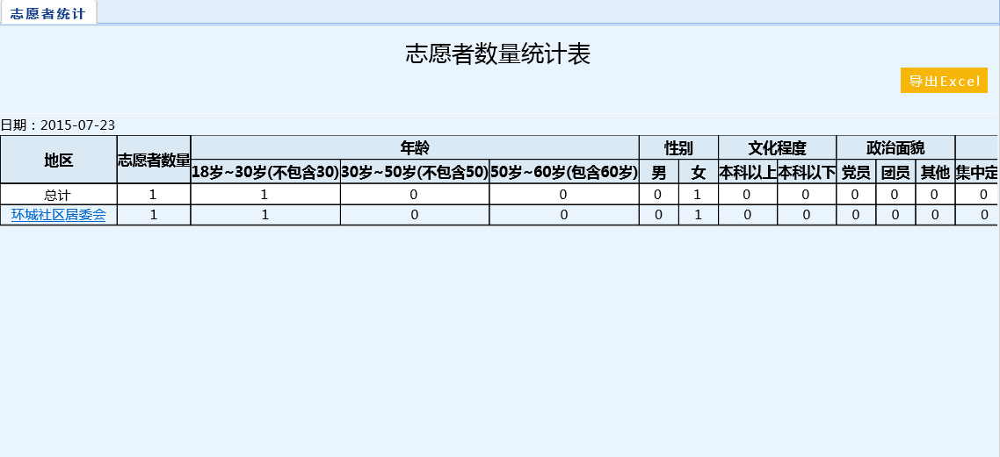 志愿者统计
志愿者数量统计表
导出Excel
日期：2015-07-23
地区 志愿者数量 年龄 性别 文化程度 政治面貌
18岁~30岁(不包含30) 30岁~50岁(不包含50) 50岁~60岁(包含60岁) 男 女 本科以上 本科以下 党员 团员 其他 集中定
总计 1 1 0 0 0 1 0 0 0 0 0 0
环城社区居委会 1 1 0 0 0 1 0 0 0 0 0 0